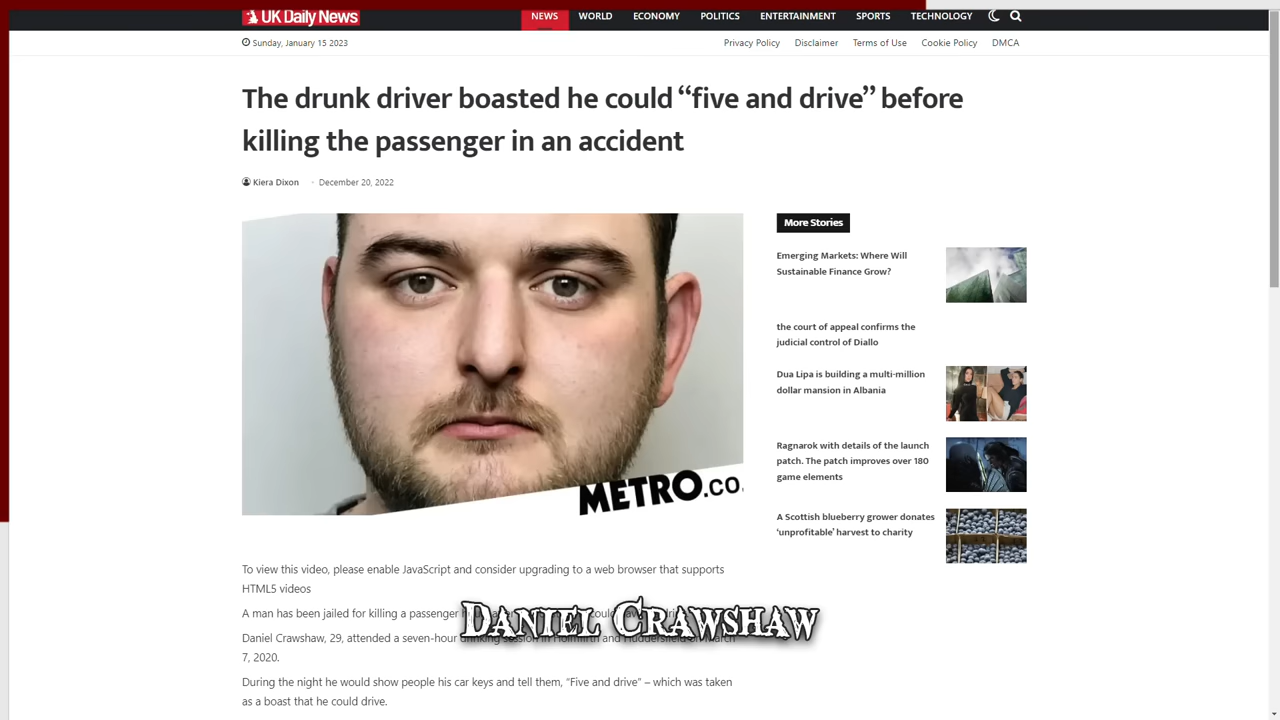 UK Daily News
NEWS WORLD ECONOMY POLITICS ENTERTAINMENT SPORTS TECHNOLOGY
Sunday, January 15 2023
Privacy Policy Disclaimer Terms of Use Cookie Policy DMCA
The drunk driver boasted he could “five and drive” before
killing the passenger in an accident
Kiera Dixon December 20, 2022
METRO.CO.
More Stories
Emerging Markets: Where Will
Sustainable Finance Grow?
the court of appeal confirms the
judicial control of Diallo
Dua Lipa is building a multi-million
dollar mansion in Albania
Ragnarok with details of the launch
patch. The patch improves over 180
game elements
A Scottish blueberry grower donates
‘unprofitable’ harvest to charity
To view this video, please enable JavaScript and consider upgrading to a web browser that supports
HTML5 videos
A man has been jailed for killing a passenger
Daniel Crawshaw
Daniel Crawshaw, 29, attended a seven-hour drinking session in Holmfirth and Huddersfield on March
7, 2020.
During the night he would show people his car keys and tell them, “Five and drive” – which was taken
as a boast that he could drive.